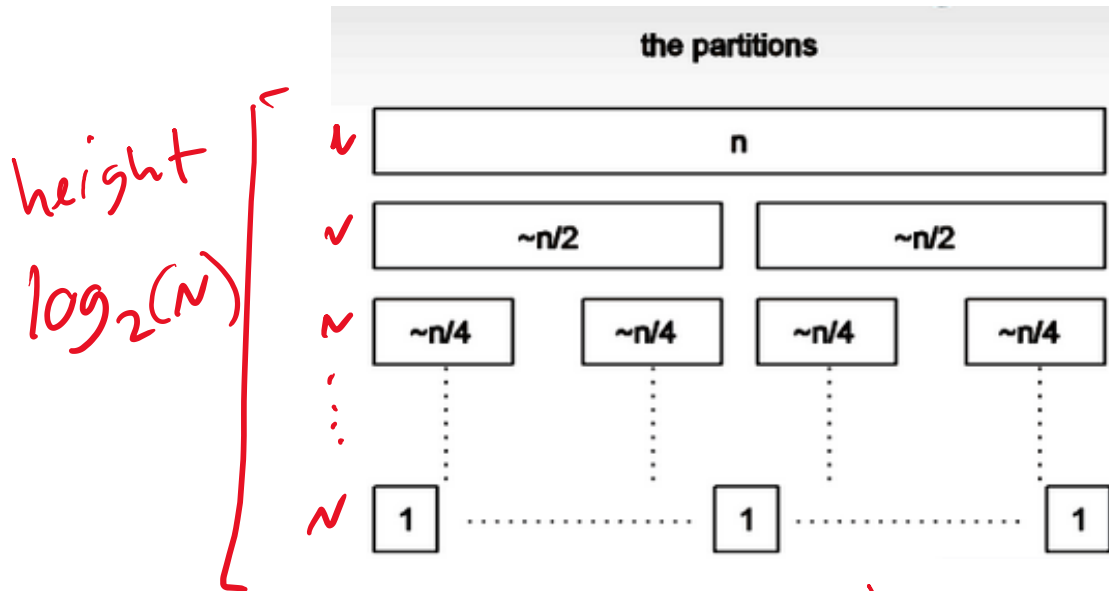 the partitions
height
log₂(N)
N n
N ~n/2 ~n/2
N ~n/4 ~n/4 ~n/4 ~n/4
N 1 1 1